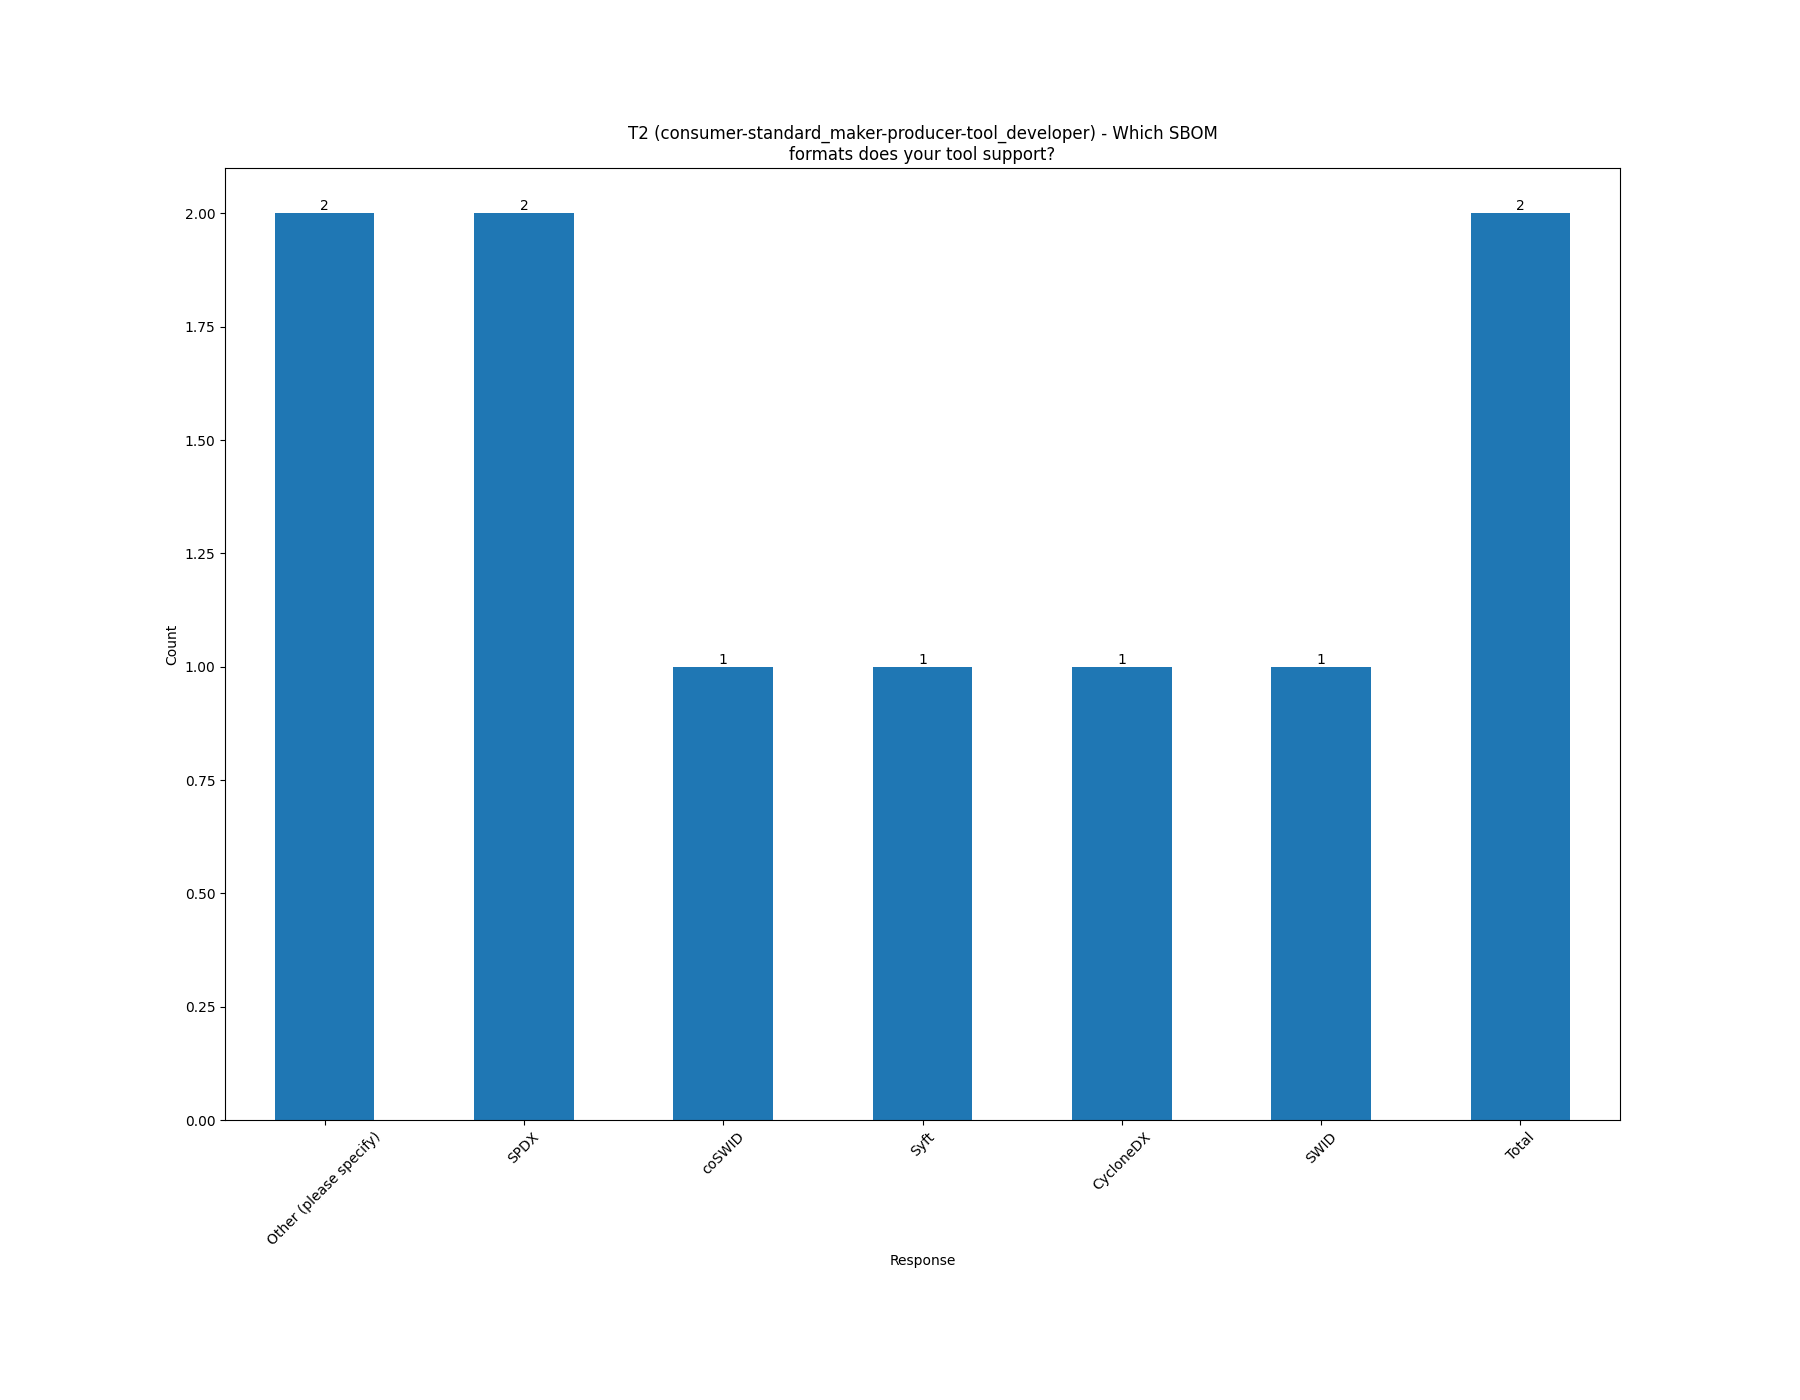 T2 (consumer-standard_maker-producer-tool_developer) - Which SBOM
formats does your tool support?
2
2
1
1
1
1
2
2.00
1.75
1.50
1.25
1.00
0.75
0.50
0.25
0.00
Count
Other (please specify)
SPDX
coSWID
Syft
CycloneDX
SWID
Total
Response